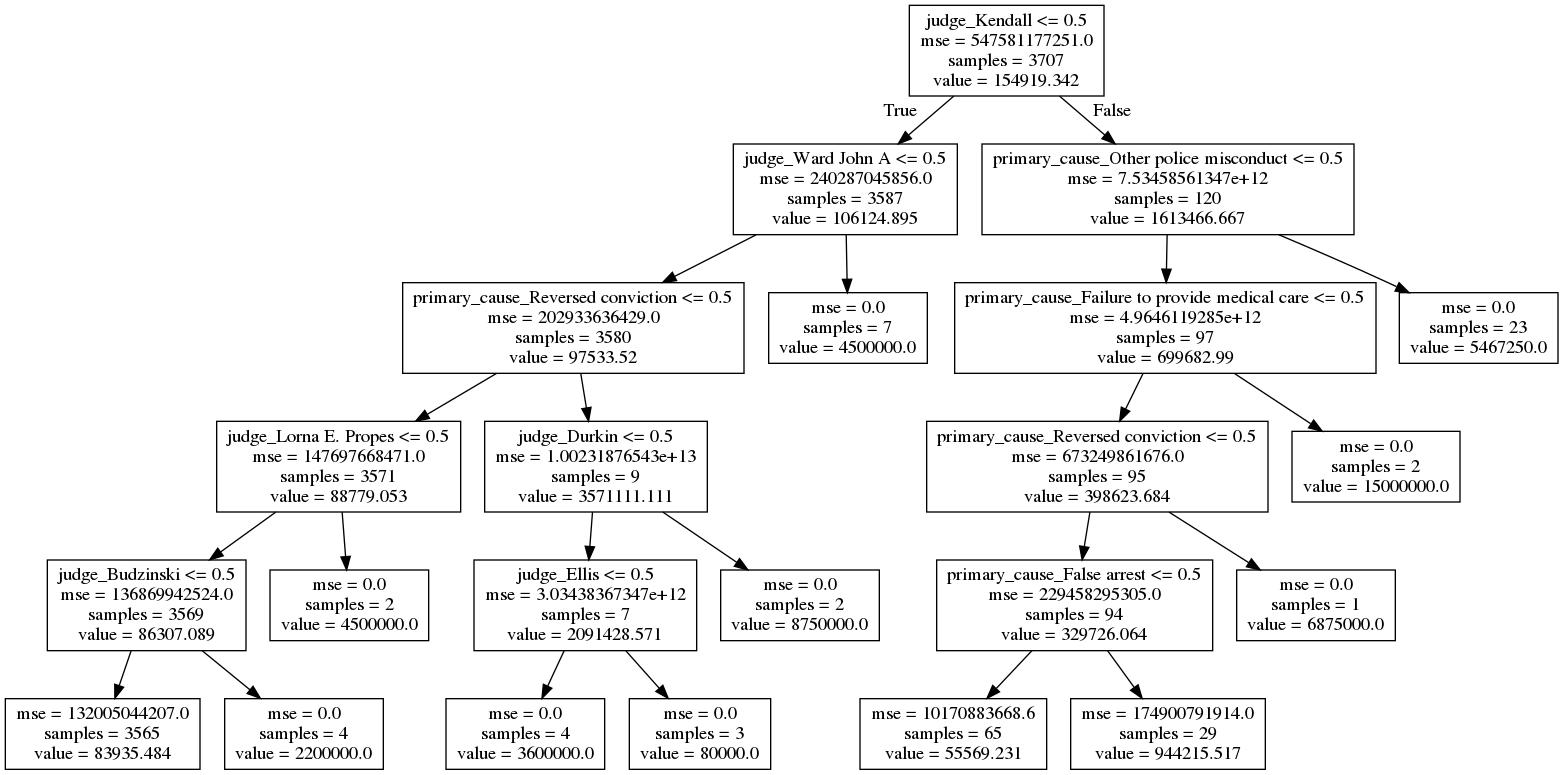 judge_Kendall <= 0.5
mse = 547581177251.0
samples = 3707
value = 154919.342
True
False
judge_Ward John A <= 0.5
mse = 240287045856.0
samples = 3587
value = 106124.895
primary_cause_Other police misconduct <= 0.5
mse = 7.53458561347e+12
samples = 120
value = 1613466.667
primary_cause_Reversed conviction <= 0.5
mse = 202933636429.0
samples = 3580
value = 97533.52
mse = 0.0
samples = 7
value = 4500000.0
primary_cause_Failure to provide medical care <= 0.5
mse = 4.9646119285e+12
samples = 97
value = 699682.99
mse = 0.0
samples = 23
value = 5467250.0
judge_Lorna E. Propes <= 0.5
mse = 147697668471.0
samples = 3571
value = 88779.053
judge_Durkin <= 0.5
mse = 1.00231876543e+13
samples = 9
value = 3571111.111
primary_cause_Reversed conviction <= 0.5
mse = 673249861676.0
samples = 95
value = 398623.684
mse = 0.0
samples = 2
value = 15000000.0
judge_Budzinski <= 0.5
mse = 136869942524.0
samples = 3569
value = 86307.089
mse = 0.0
samples = 2
value = 4500000.0
judge_Ellis <= 0.5
mse = 3.03438367347e+12
samples = 7
value = 2091428.571
mse = 0.0
samples = 2
value = 8750000.0
primary_cause_False arrest <= 0.5
mse = 229458295305.0
samples = 94
value = 329726.064
mse = 0.0
samples = 1
value = 6875000.0
mse = 132005044207.0
samples = 3565
value = 83935.484
mse = 0.0
samples = 4
value = 2200000.0
mse = 0.0
samples = 4
value = 3600000.0
mse = 0.0
samples = 3
value = 80000.0
mse = 10170883668.6
samples = 65
value = 55569.231
mse = 174900791914.0
samples = 29
value = 944215.517